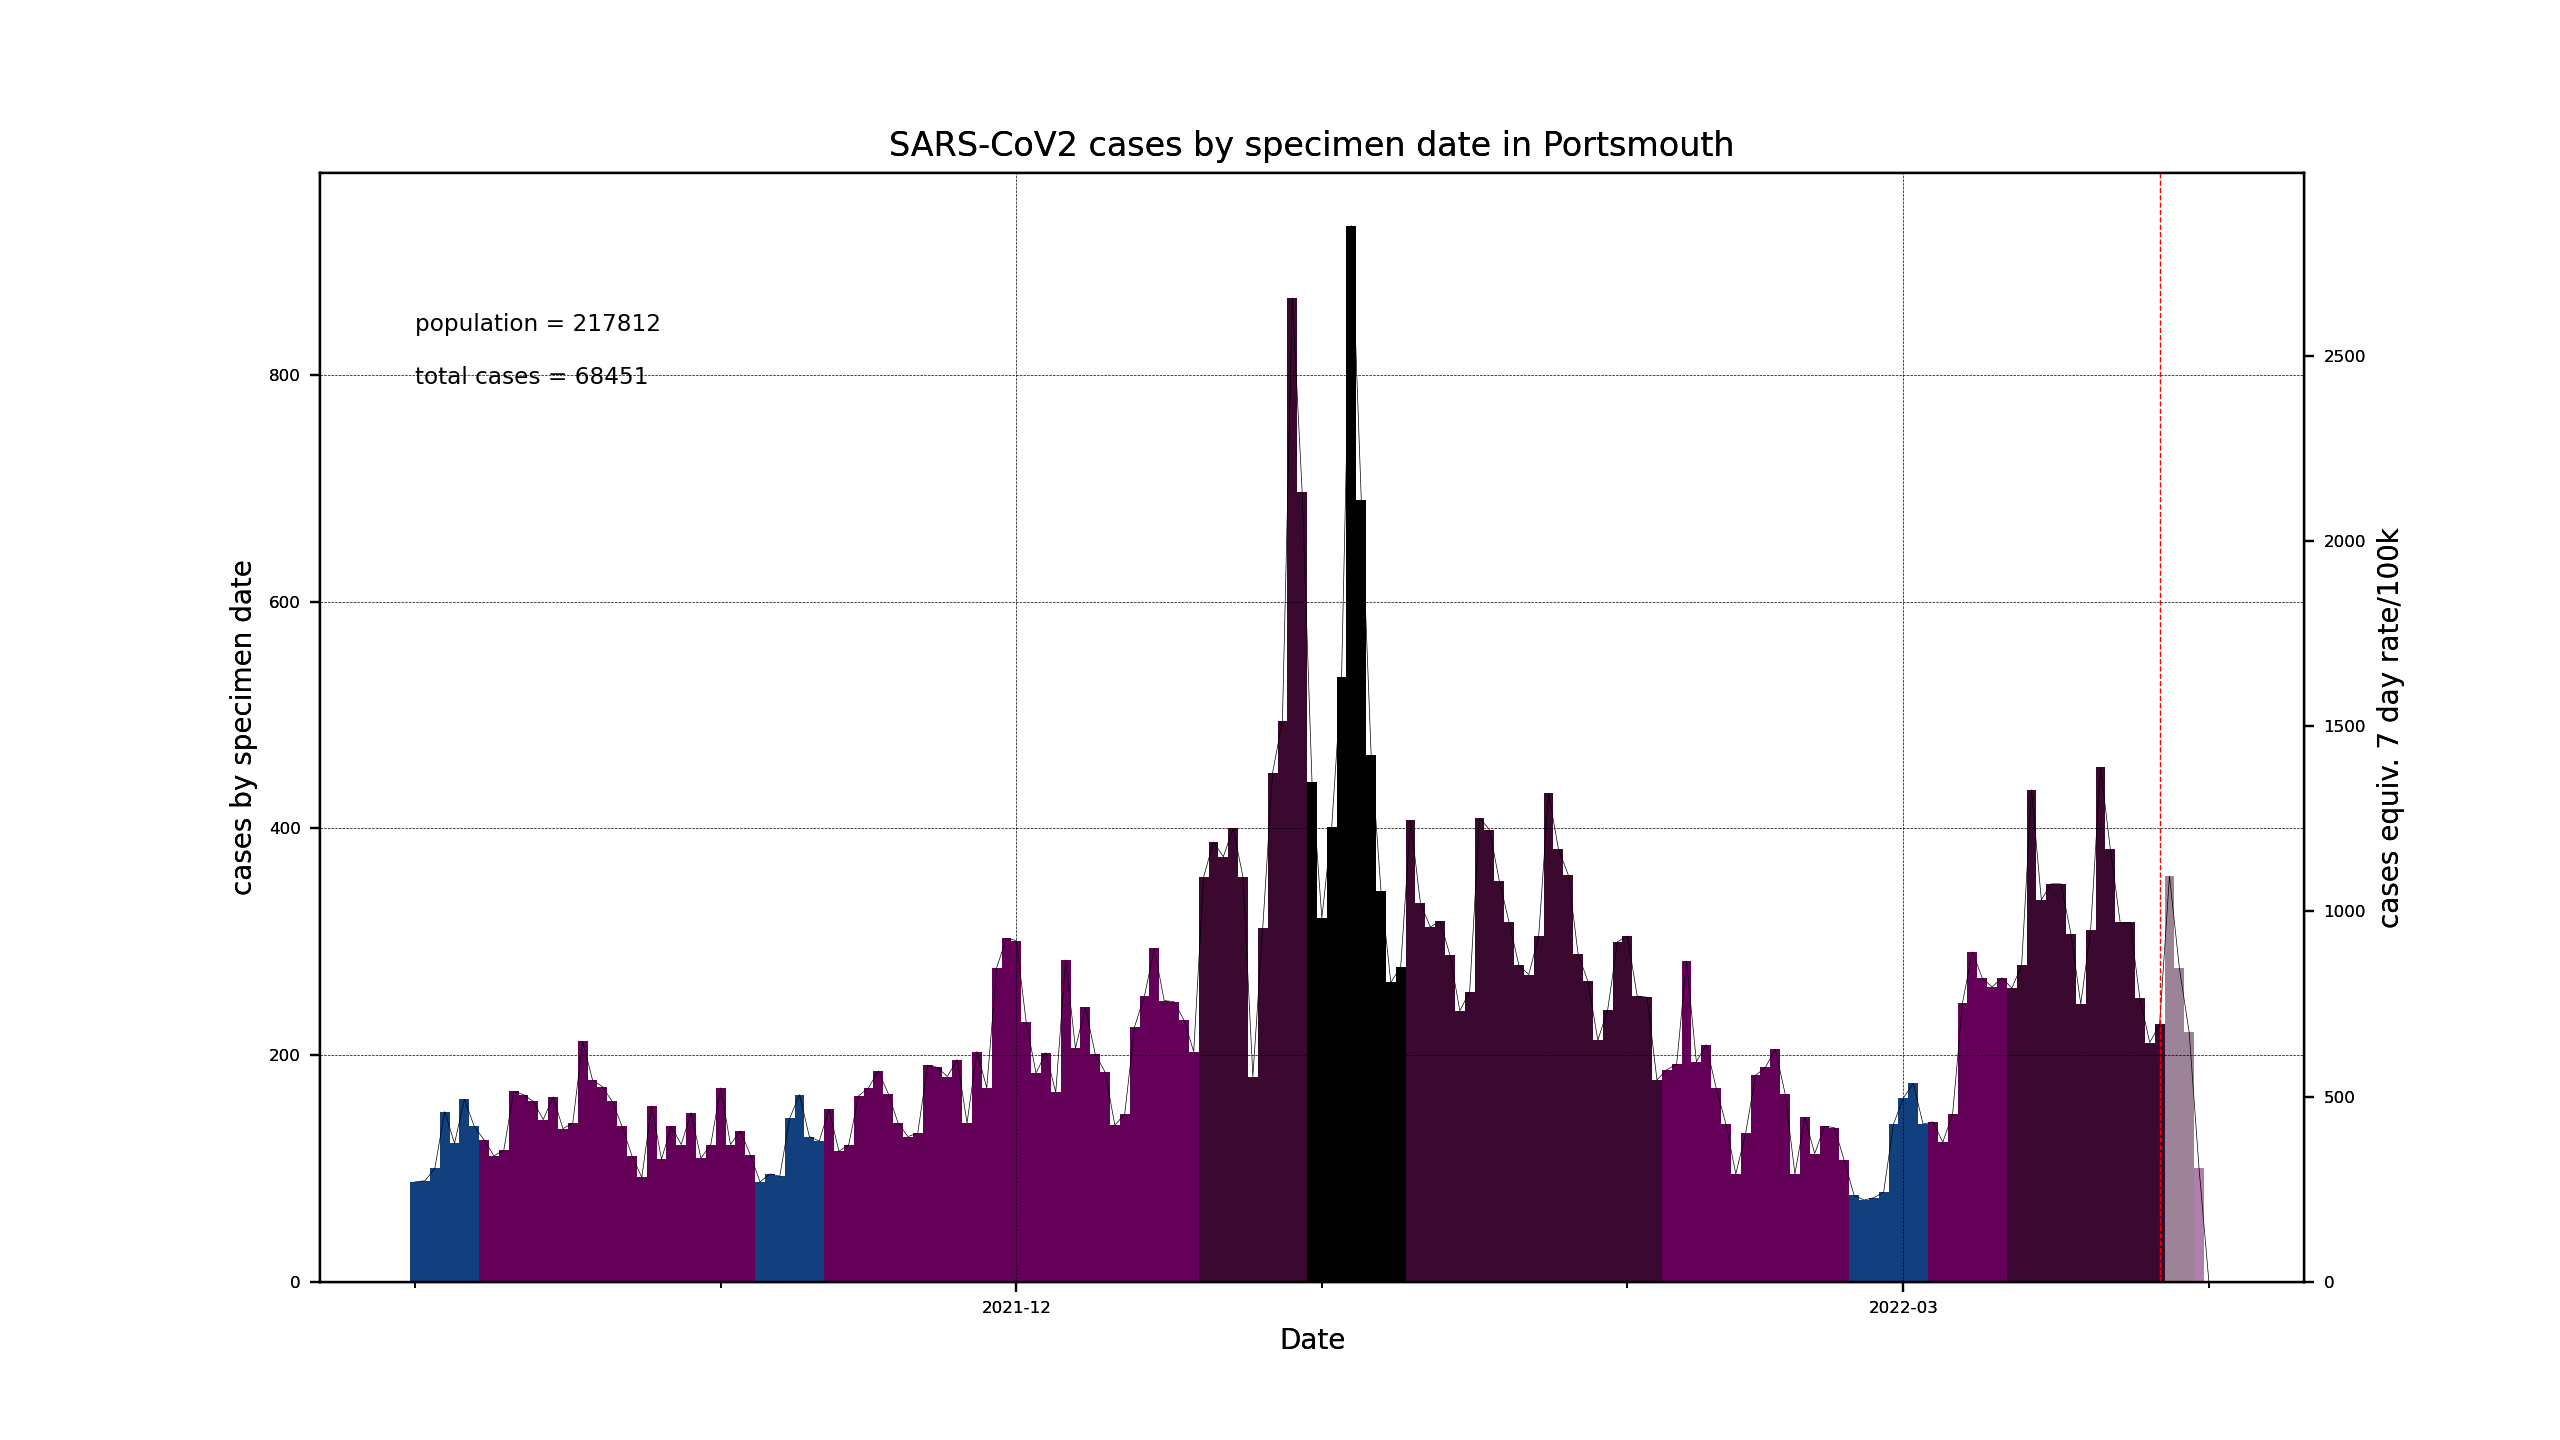 SARS-CoV2 cases by specimen date in Portsmouth
population = 217812
total cases = 68451
cases by specimen date
800
600
400
200
0
2500
2000
1500
1000
500
0
cases equiv. 7 day rate/100k
2021-12
2022-03
Date